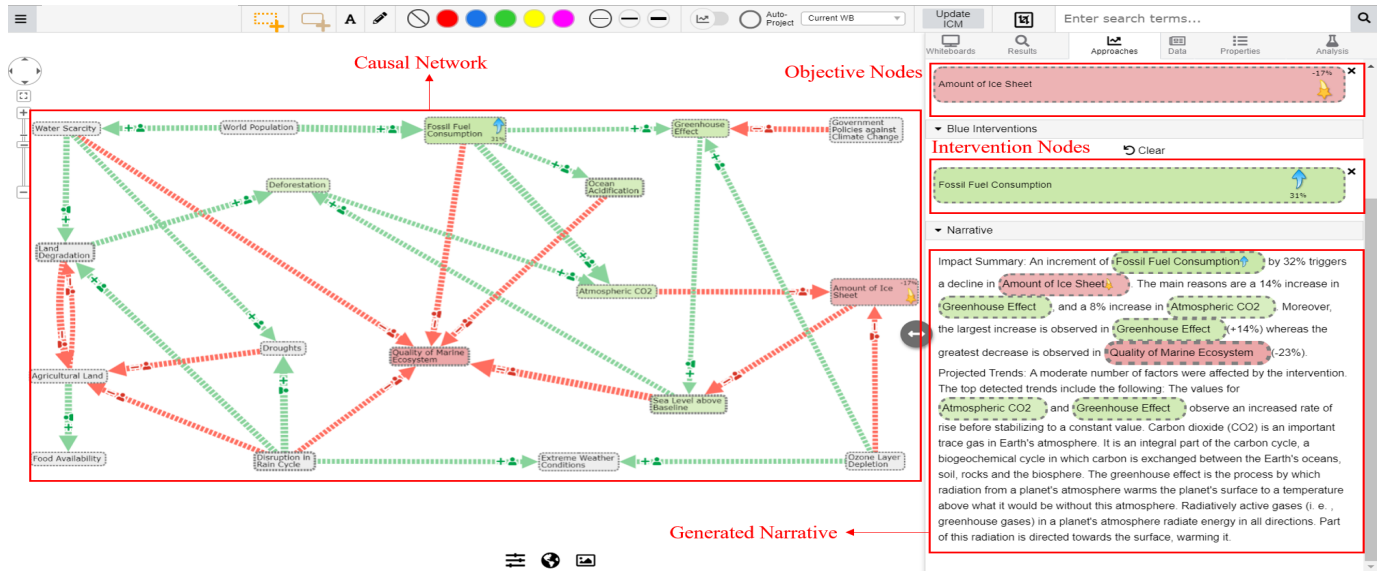 A
Auto-
Project
Current WB
Update
ICM
Enter search terms...
Whiteboards
Results
Approaches
Data
Properties
Analysis
Causal Network
Objective Nodes
Amount of Ice Sheet
-17%
Blue Interventions
Intervention Nodes
Clear
Fossil Fuel Consumption
31%
Narrative
Impact Summary: An increment of Fossil Fuel Consumption by 32% triggers
a decline in Amount of Ice Sheet . The main reasons are a 14% increase in
Greenhouse Effect , and a 8% increase in Atmospheric CO2 . Moreover,
the largest increase is observed in Greenhouse Effect (+14%) whereas the
greatest decrease is observed in Quality of Marine Ecosystem (-23%).
Projected Trends: A moderate number of factors were affected by the intervention.
The top detected trends include the following: The values for
Atmospheric CO2 and Greenhouse Effect observe an increased rate of
rise before stabilizing to a constant value. Carbon dioxide (CO2) is an important
trace gas in Earth's atmosphere. It is an integral part of the carbon cycle, a
biogeochemical cycle in which carbon is exchanged between the Earth's oceans,
soil, rocks and the biosphere. The greenhouse effect is the process by which
radiation from a planet's atmosphere warms the planet's surface to a temperature
above what it would be without this atmosphere. Radiatively active gases (i. e. ,
greenhouse gases) in a planet's atmosphere radiate energy in all directions. Part
of this radiation is directed towards the surface, warming it.
Generated Narrative
Water Scarcity
World Population
Fossil Fuel
Consumption
31%
Greenhouse
Effect
Government
Policies against
Climate Change
Deforestation
Ocean
Acidification
Land
Degradation
Atmospheric CO2
Amount of Ice
Sheet
-17%
Droughts
Quality of Marine
Ecosystem
Agricultural Land
Sea Level above
Baseline
Food Availability
Disruption in
Rain Cycle
Extreme Weather
Conditions
Ozone Layer
Depletion